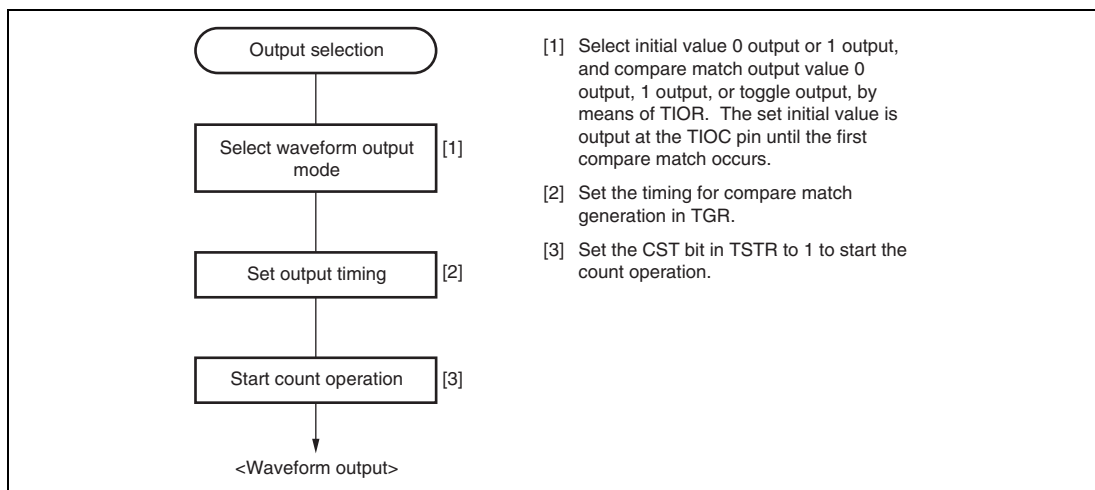 Output selection
Select waveform output
mode
[1]
Set output timing
[2]
Start count operation
[3]
<Waveform output>
[1] Select initial value 0 output or 1 output,
and compare match output value 0
output, 1 output, or toggle output, by
means of TIOR. The set initial value is
output at the TIOC pin until the first
compare match occurs.
[2] Set the timing for compare match
generation in TGR.
[3] Set the CST bit in TSTR to 1 to start the
count operation.